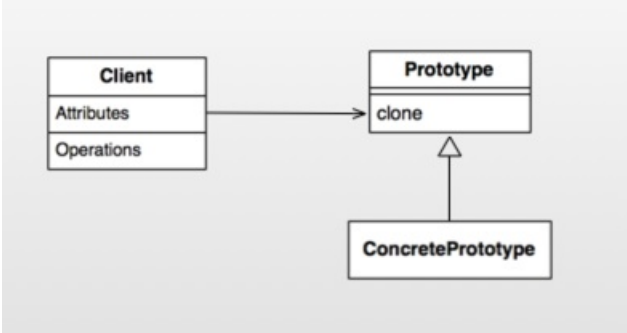 Client
Attributes
Operations
Prototype
clone
ConcretePrototype